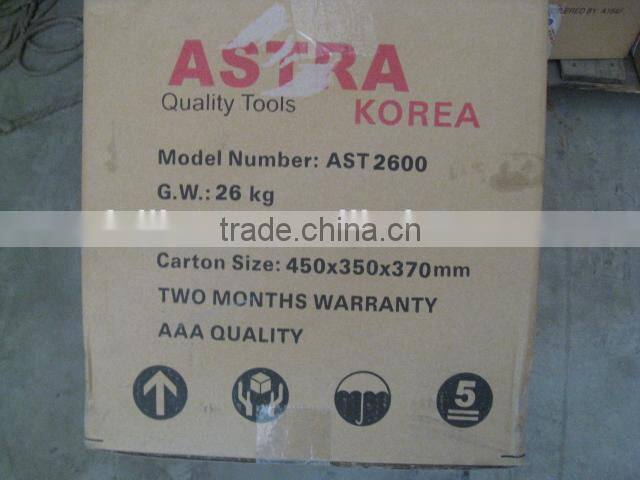 ASTRA
Quality Tools
KOREA
Model Number: AST 2600
G.W.: 26 kg
trade.china.cn
Carton Size: 450x350x370mm
TWO MONTHS WARRANTY
AAA QUALITY
5